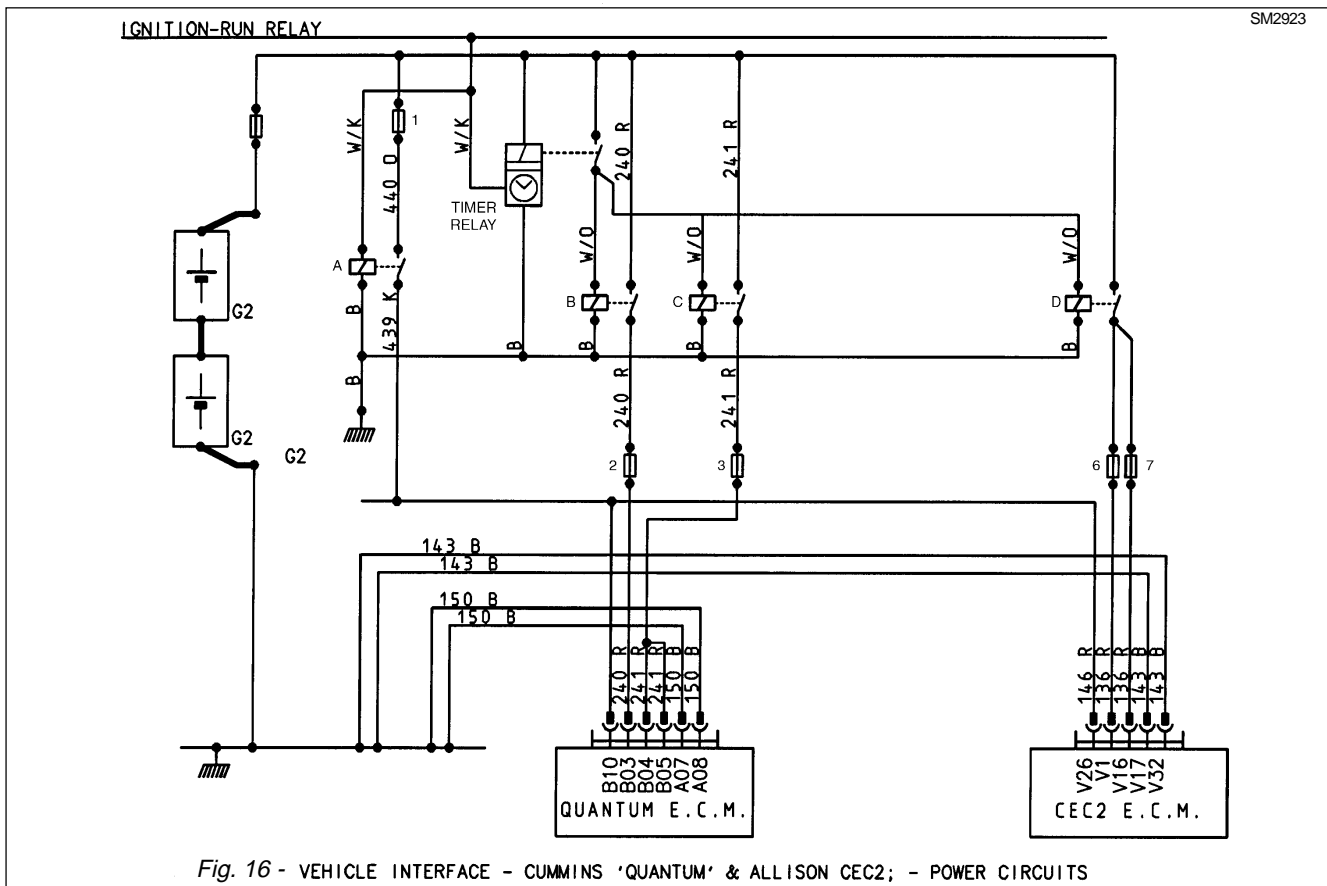 SM2923
IGNITION-RUN RELAY
W/K
1
440 O
W/K
TIMER
RELAY
240 R
241 R
W/O
W/O
W/O
A
B
C
D
G2
B
439 K
B
B
B
B
B
G2
G2
240 R
241 R
2
3
6
7
143 B
143 B
150 B
150 B
240 R
241 R
241 R
150 B
150 B
146 R
136 R
136 R
143 B
143 B
B10
B03
B04
B05
A07
A08
V26
V1
V16
V17
V32
QUANTUM E.C.M.
CEC2 E.C.M.
Fig. 16 - VEHICLE INTERFACE - CUMMINS 'QUANTUM' & ALLISON CEC2; - POWER CIRCUITS